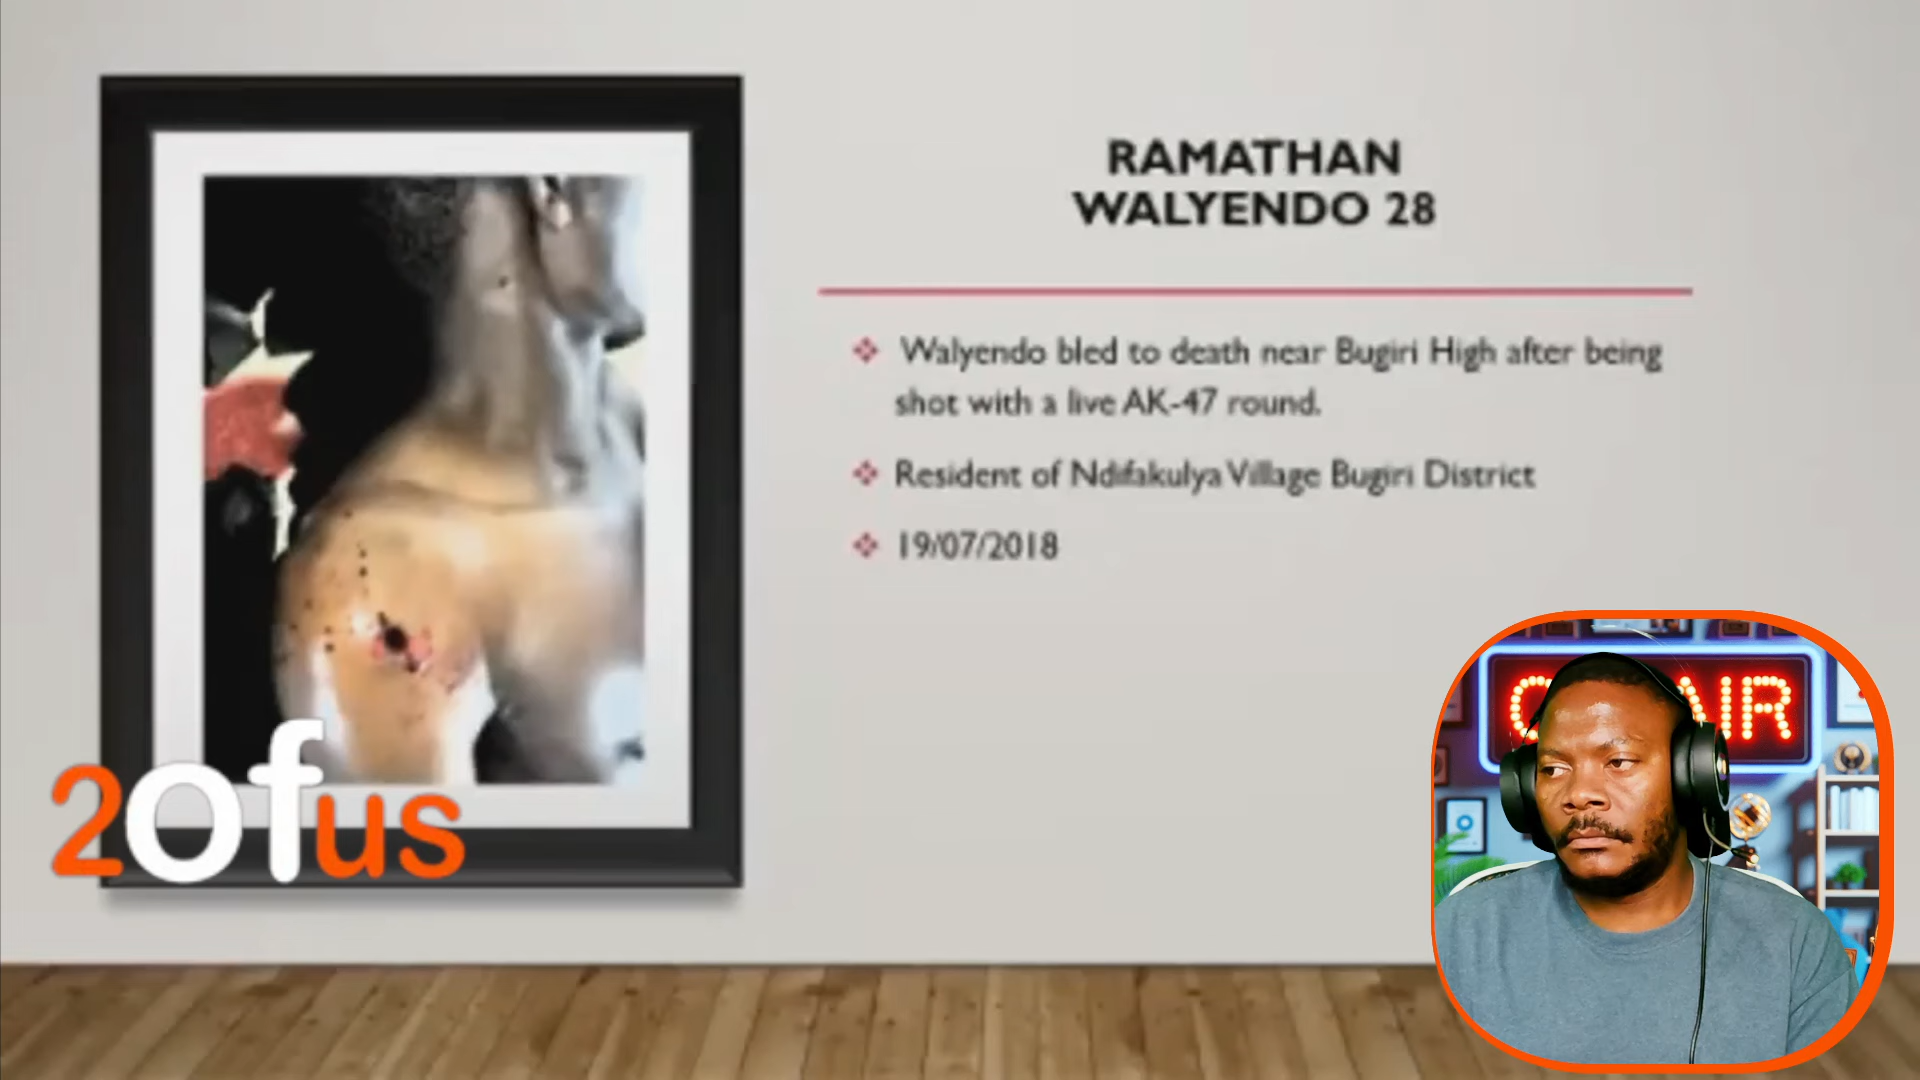 RAMATHAN
WALYENDO 28
Walyendo bled to death near Bugiri High after being
shot with a live AK-47 round.
Resident of Ndifakulya Village Bugiri District
19/07/2018
2Ofus